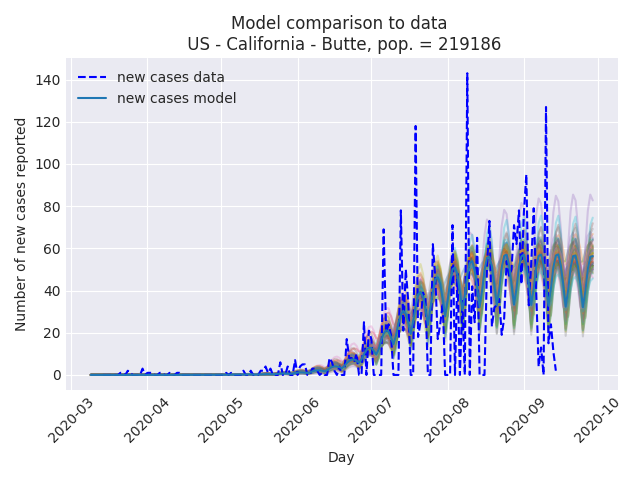 Model comparison to data
US - California - Butte, pop. = 219186
new cases data
new cases model
Number of new cases reported
140
120
100
80
60
40
20
0
2020-03
2020-04
2020-05
2020-06
2020-07
2020-08
2020-09
2020-10
Day